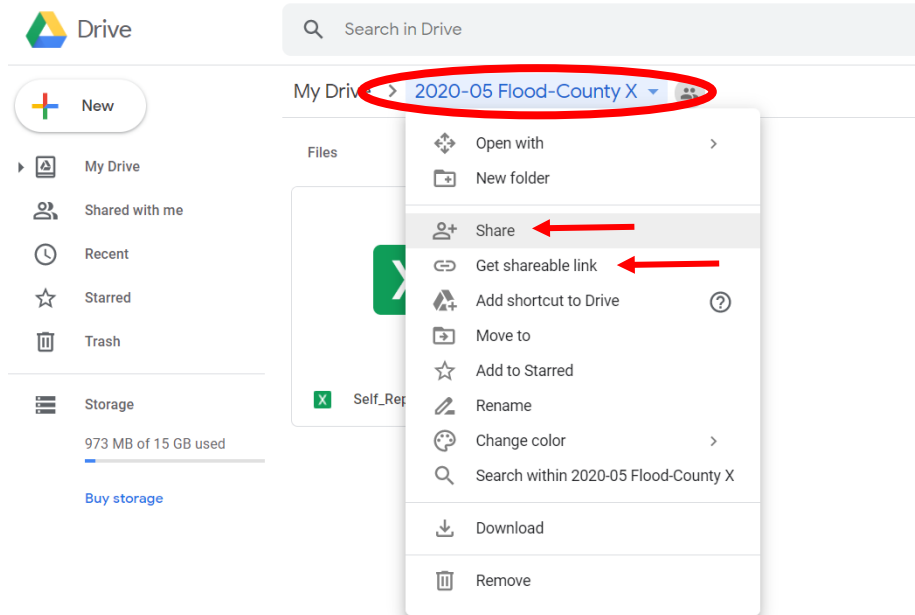 Drive
Search in Drive
New
My Drive
Shared with me
Recent
Starred
Trash
Storage
973 MB of 15 GB used
Buy storage
My Drive > 2020-05 Flood-County X
Files
X
X Self_Rep
Open with
New folder
Share
Get shareable link
Add shortcut to Drive
Move to
Add to Starred
Rename
Change color
Search within 2020-05 Flood-County X
Download
Remove